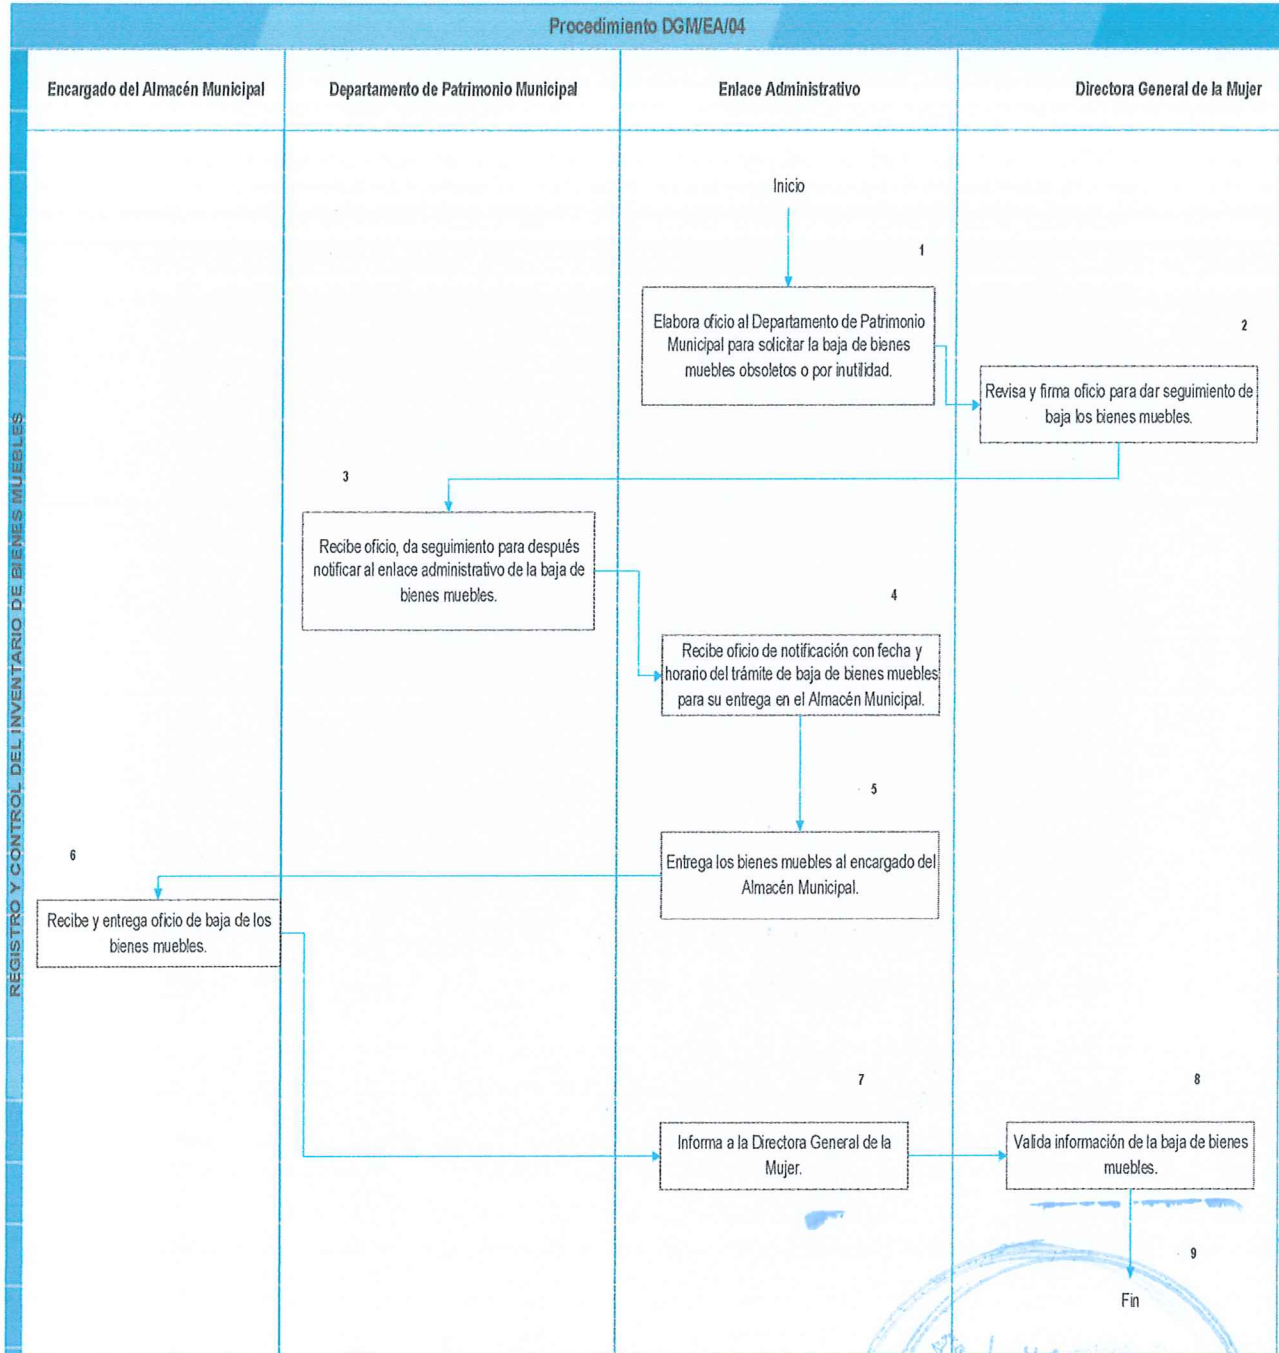 Procedimiento DGM/EA/04
Encargado del Almacén Municipal
Departamento de Patrimonio Municipal
Enlace Administrativo
Directora General de la Mujer
REGISTRO Y CONTROL DEL INVENTARIO DE BIENES MUEBLES
Inicio
1
Elabora oficio al Departamento de Patrimonio
Municipal para solicitar la baja de bienes
muebles obsoletos o por inutilidad.
2
Revisa y firma oficio para dar seguimiento de
baja los bienes muebles.
3
Recibe oficio, da seguimiento para después
notificar al enlace administrativo de la baja de
bienes muebles.
4
Recibe oficio de notificación con fecha y
horario del trámite de baja de bienes muebles
para su entrega en el Almacén Municipal.
5
Entrega los bienes muebles al encargado del
Almacén Municipal.
6
Recibe y entrega oficio de baja de los
bienes muebles.
7
Informa a la Directora General de la
Mujer.
8
Valida información de la baja de bienes
muebles.
9
Fin